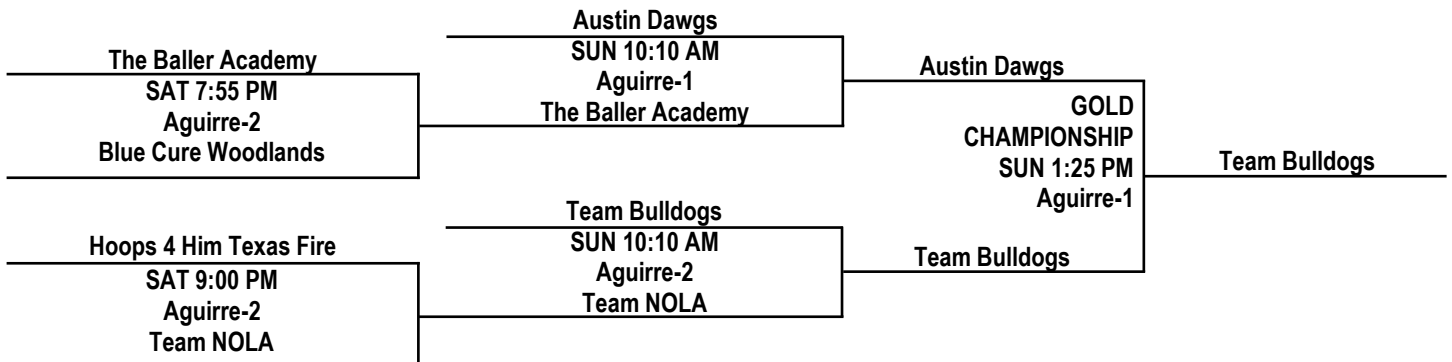 The Baller Academy
SAT 7:55 PM
Aguirre-2
Blue Cure Woodlands
Hoops 4 Him Texas Fire
SAT 9:00 PM
Aguirre-2
Team NOLA
Austin Dawgs
SUN 10:10 AM
Aguirre-1
The Baller Academy
Team Bulldogs
SUN 10:10 AM
Aguirre-2
Team NOLA
Austin Dawgs
GOLD
CHAMPIONSHIP
SUN 1:25 PM
Aguirre-1
Team Bulldogs
Team Bulldogs